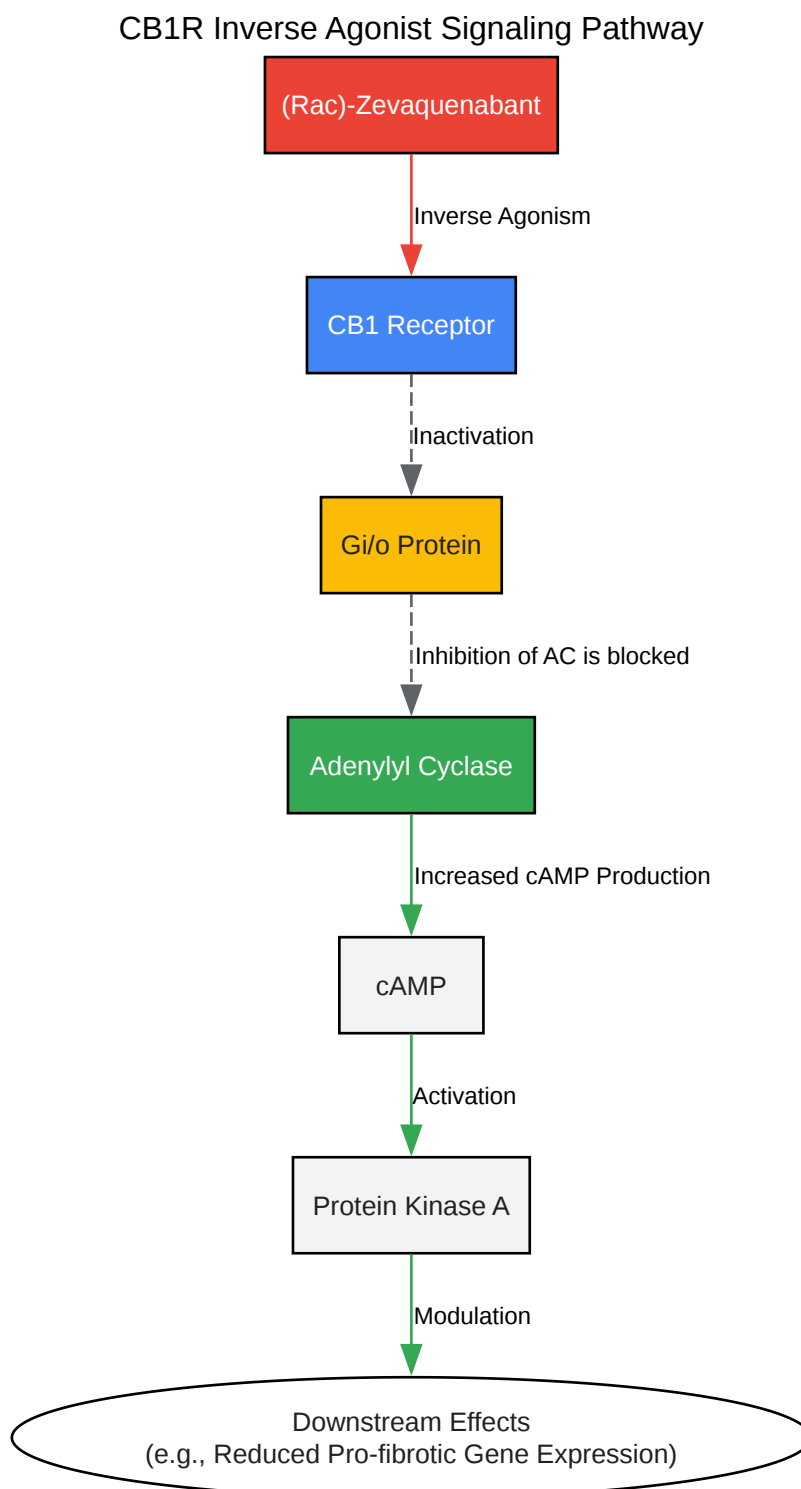 CB1R Inverse Agonist Signaling Pathway
(Rac)-Zevaquenabant
Inverse Agonism
CB1 Receptor
Inactivation
Gi/o Protein
Inhibition of AC is blocked
Adenylyl Cyclase
Increased cAMP Production
cAMP
Activation
Protein Kinase A
Modulation
Downstream Effects
(e.g., Reduced Pro-fibrotic Gene Expression)